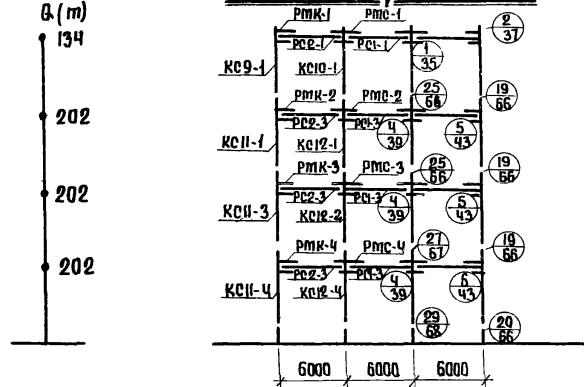 Q (т)
134
202
202
202
РМК-1
РМС-1
2
37
РС2-1
РС1-1
1
35
КС9-1
КС10-1
25
66
19
66
РМК-2
РМС-2
РС2-3
РС1-3
4
39
5
43
КС11-1
КС12-1
РМК-3
РМС-3
25
66
19
66
РС2-3
РС1-3
4
39
5
43
КС11-3
КС12-2
РМК-4
РМС-4
27
67
19
66
РС2-3
РС1-3
4
39
6
43
КС11-4
КС12-4
29
68
20
66
6000
6000
6000